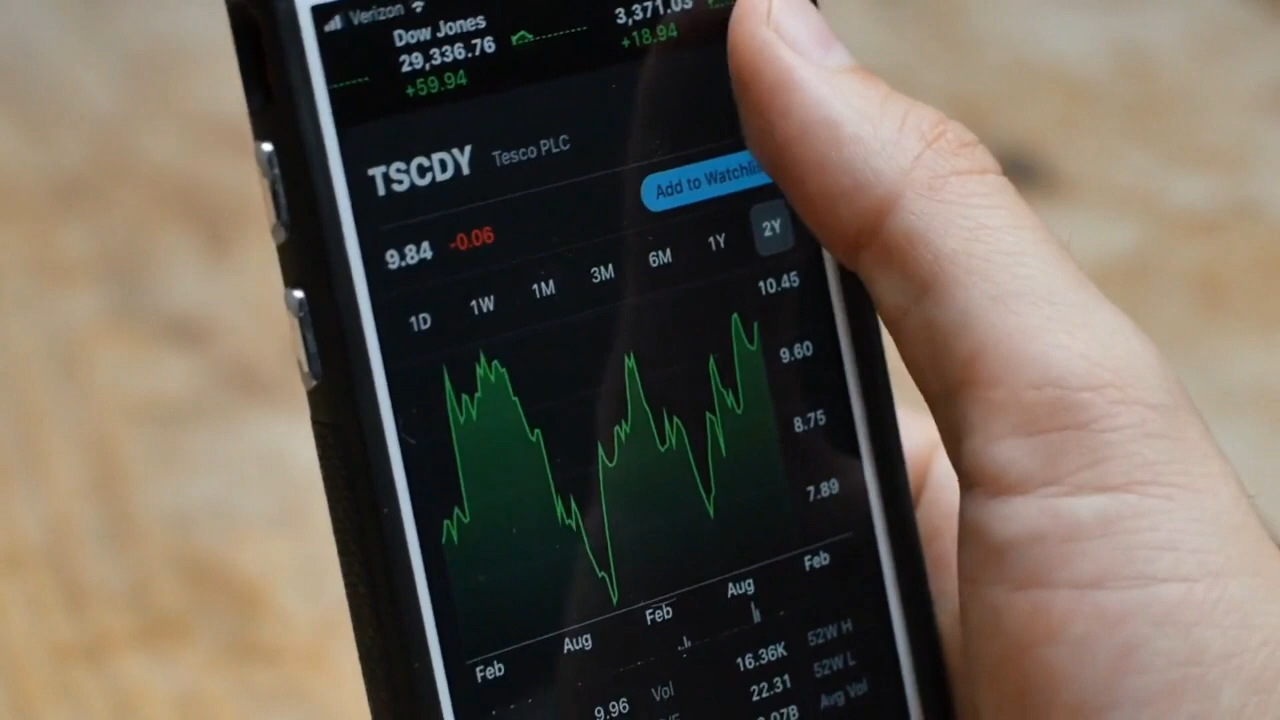 Verizon
Dow Jones
29,336.76
+59.94
3,371.03
+18.94
TSCDY Tesco PLC
Add to
9.84 -0.06
1D 1W 1M 3M 6M 1Y 2Y
10.45
9.60
8.75
7.89
Feb Aug Feb Aug Feb
9.96 Vol 16.36K 52W H
22.31 52W L
Avg Vol